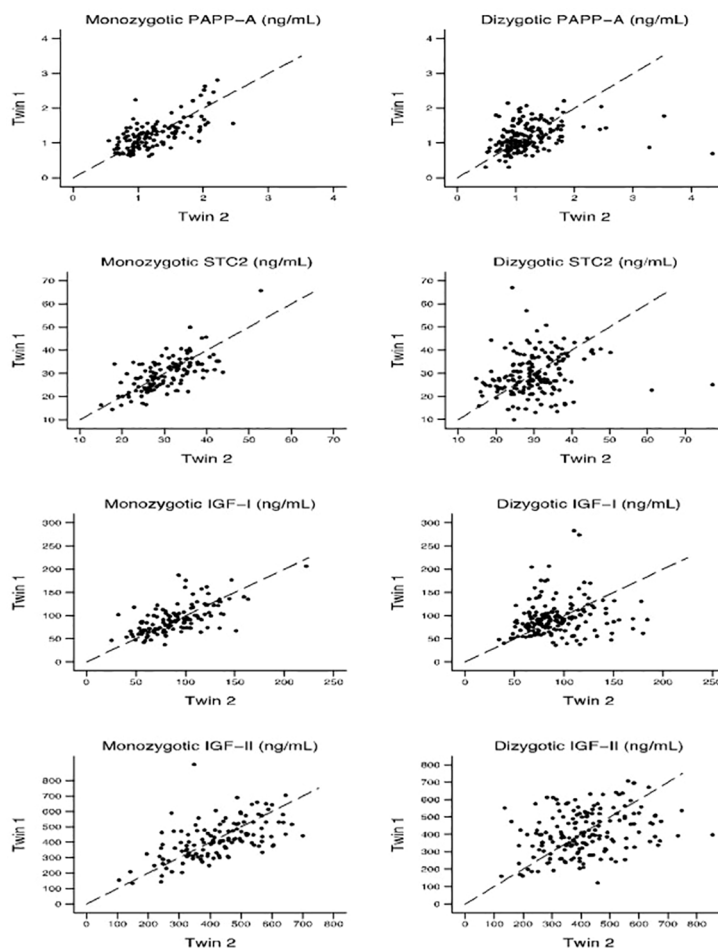 Monozygotic PAPP−A (ng/mL)
4
3
2
1
0
Twin 1
0 1 2 3 4
Twin 2
Dizygotic PAPP−A (ng/mL)
4
3
2
1
0
Twin 1
0 1 2 3 4
Twin 2
Monozygotic STC2 (ng/mL)
70
60
50
40
30
20
10
Twin 1
10 20 30 40 50 60 70
Twin 2
Dizygotic STC2 (ng/mL)
70
60
50
40
30
20
10
Twin 1
10 20 30 40 50 60 70
Twin 2
Monozygotic IGF−I (ng/mL)
300
250
200
150
100
50
0
Twin 1
0 50 100 150 200 250
Twin 2
Dizygotic IGF−I (ng/mL)
300
250
200
150
100
50
0
Twin 1
0 50 100 150 200 250
Twin 2
Monozygotic IGF−II (ng/mL)
800
700
600
500
400
300
200
100
0
Twin 1
0 100 200 300 400 500 600 700 800
Twin 2
Dizygotic IGF−II (ng/mL)
800
700
600
500
400
300
200
100
0
Twin 1
0 100 200 300 400 500 600 700 800
Twin 2